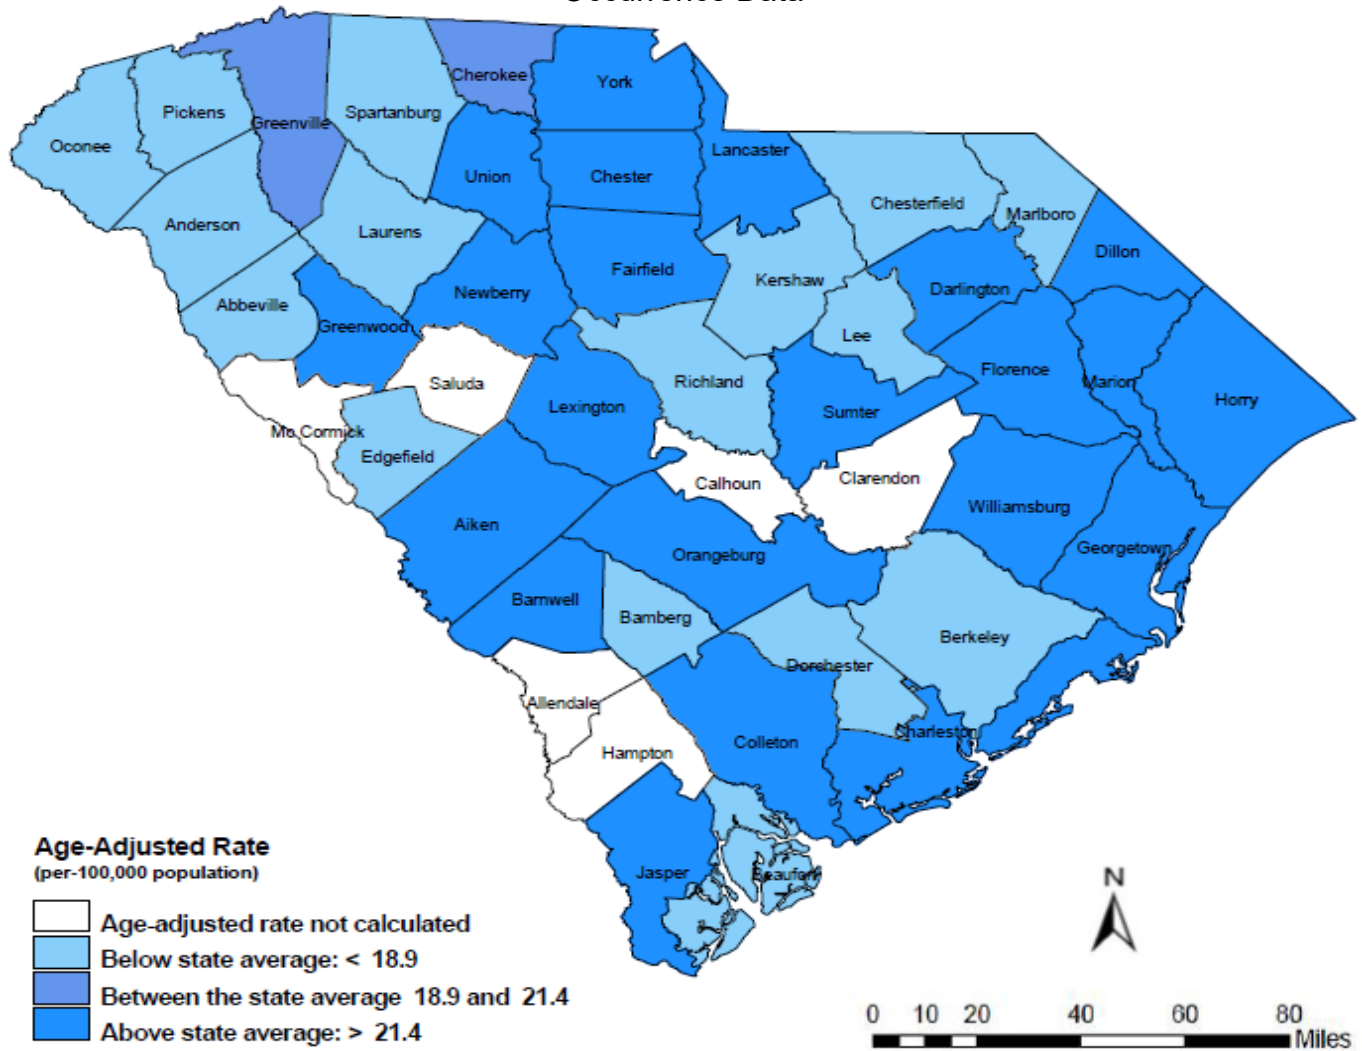 Occurrence Data
Cherokee
York
Pickens
Spartanburg
Greenville
Oconee
Lancaster
Union
Chester
Chesterfield
Marlboro
Anderson
Laurens
Dillon
Fairfield
Kershaw
Darlington
Newberry
Abbeville
Greenwood
Lee
Florence
Saluda
Richland
Marion
Horry
Lexington
Sumter
Mc Cormick
Edgefield
Calhoun
Clarendon
Williamsburg
Aiken
Georgetown
Orangeburg
Barnwell
Bamberg
Berkeley
Dorchester
Allendale
Charleston
Colleton
Hampton
Jasper
Beaufort
Age-Adjusted Rate
(per-100,000 population)
Age-adjusted rate not calculated
Below state average: < 18.9
Between the state average 18.9 and 21.4
Above state average: > 21.4
N
0 10 20 40 60 80
Miles